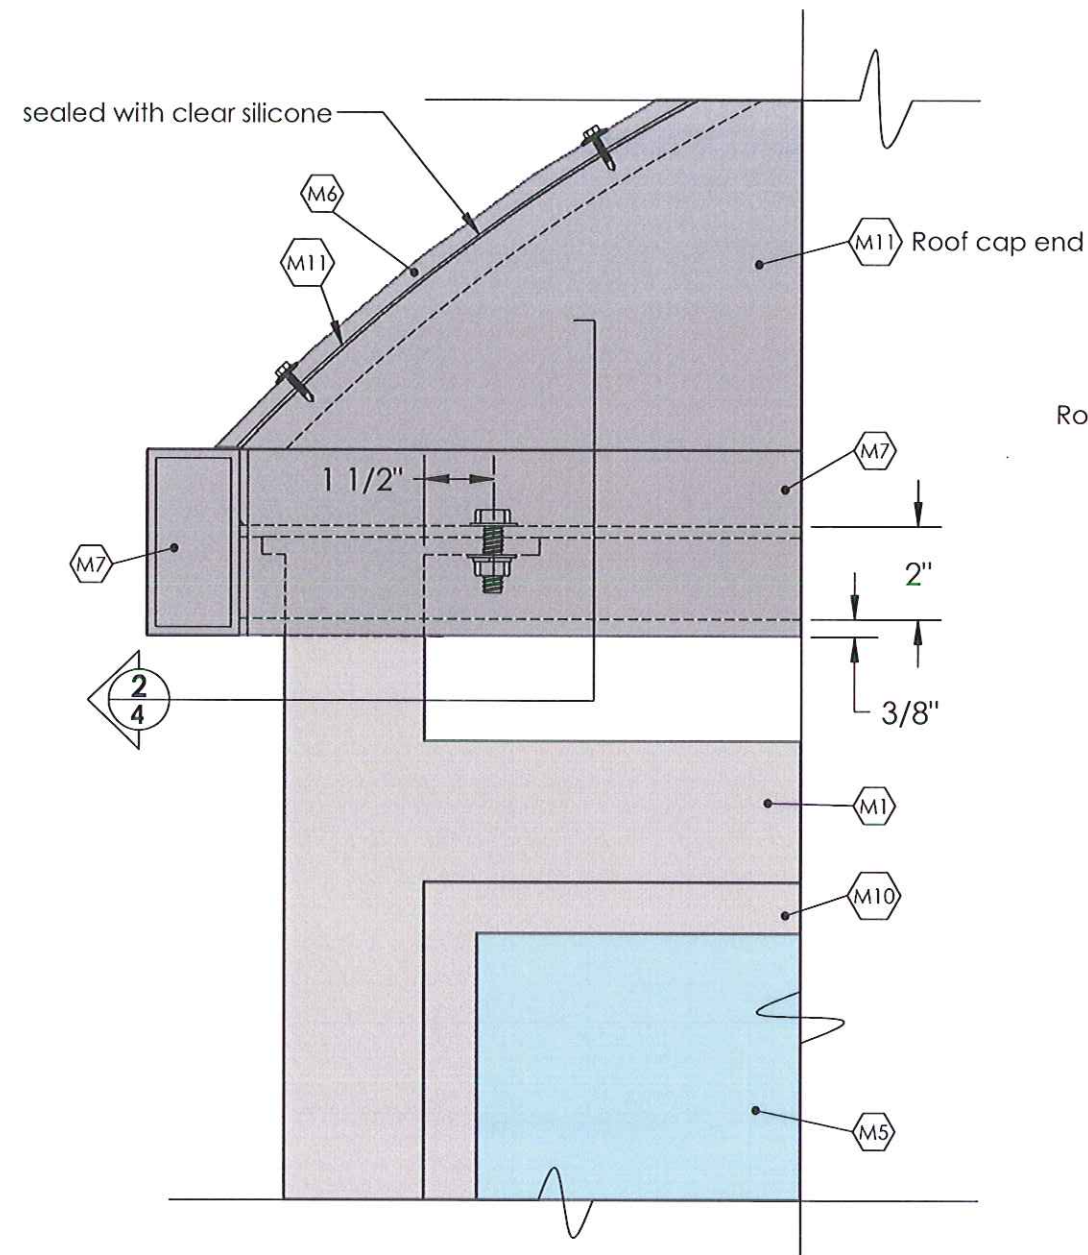 sealed with clear silicone
M6
M11
M11 Roof cap end
Ro
M7
1 1/2"
M7
2"
2
4
3/8"
M1
M10
M5